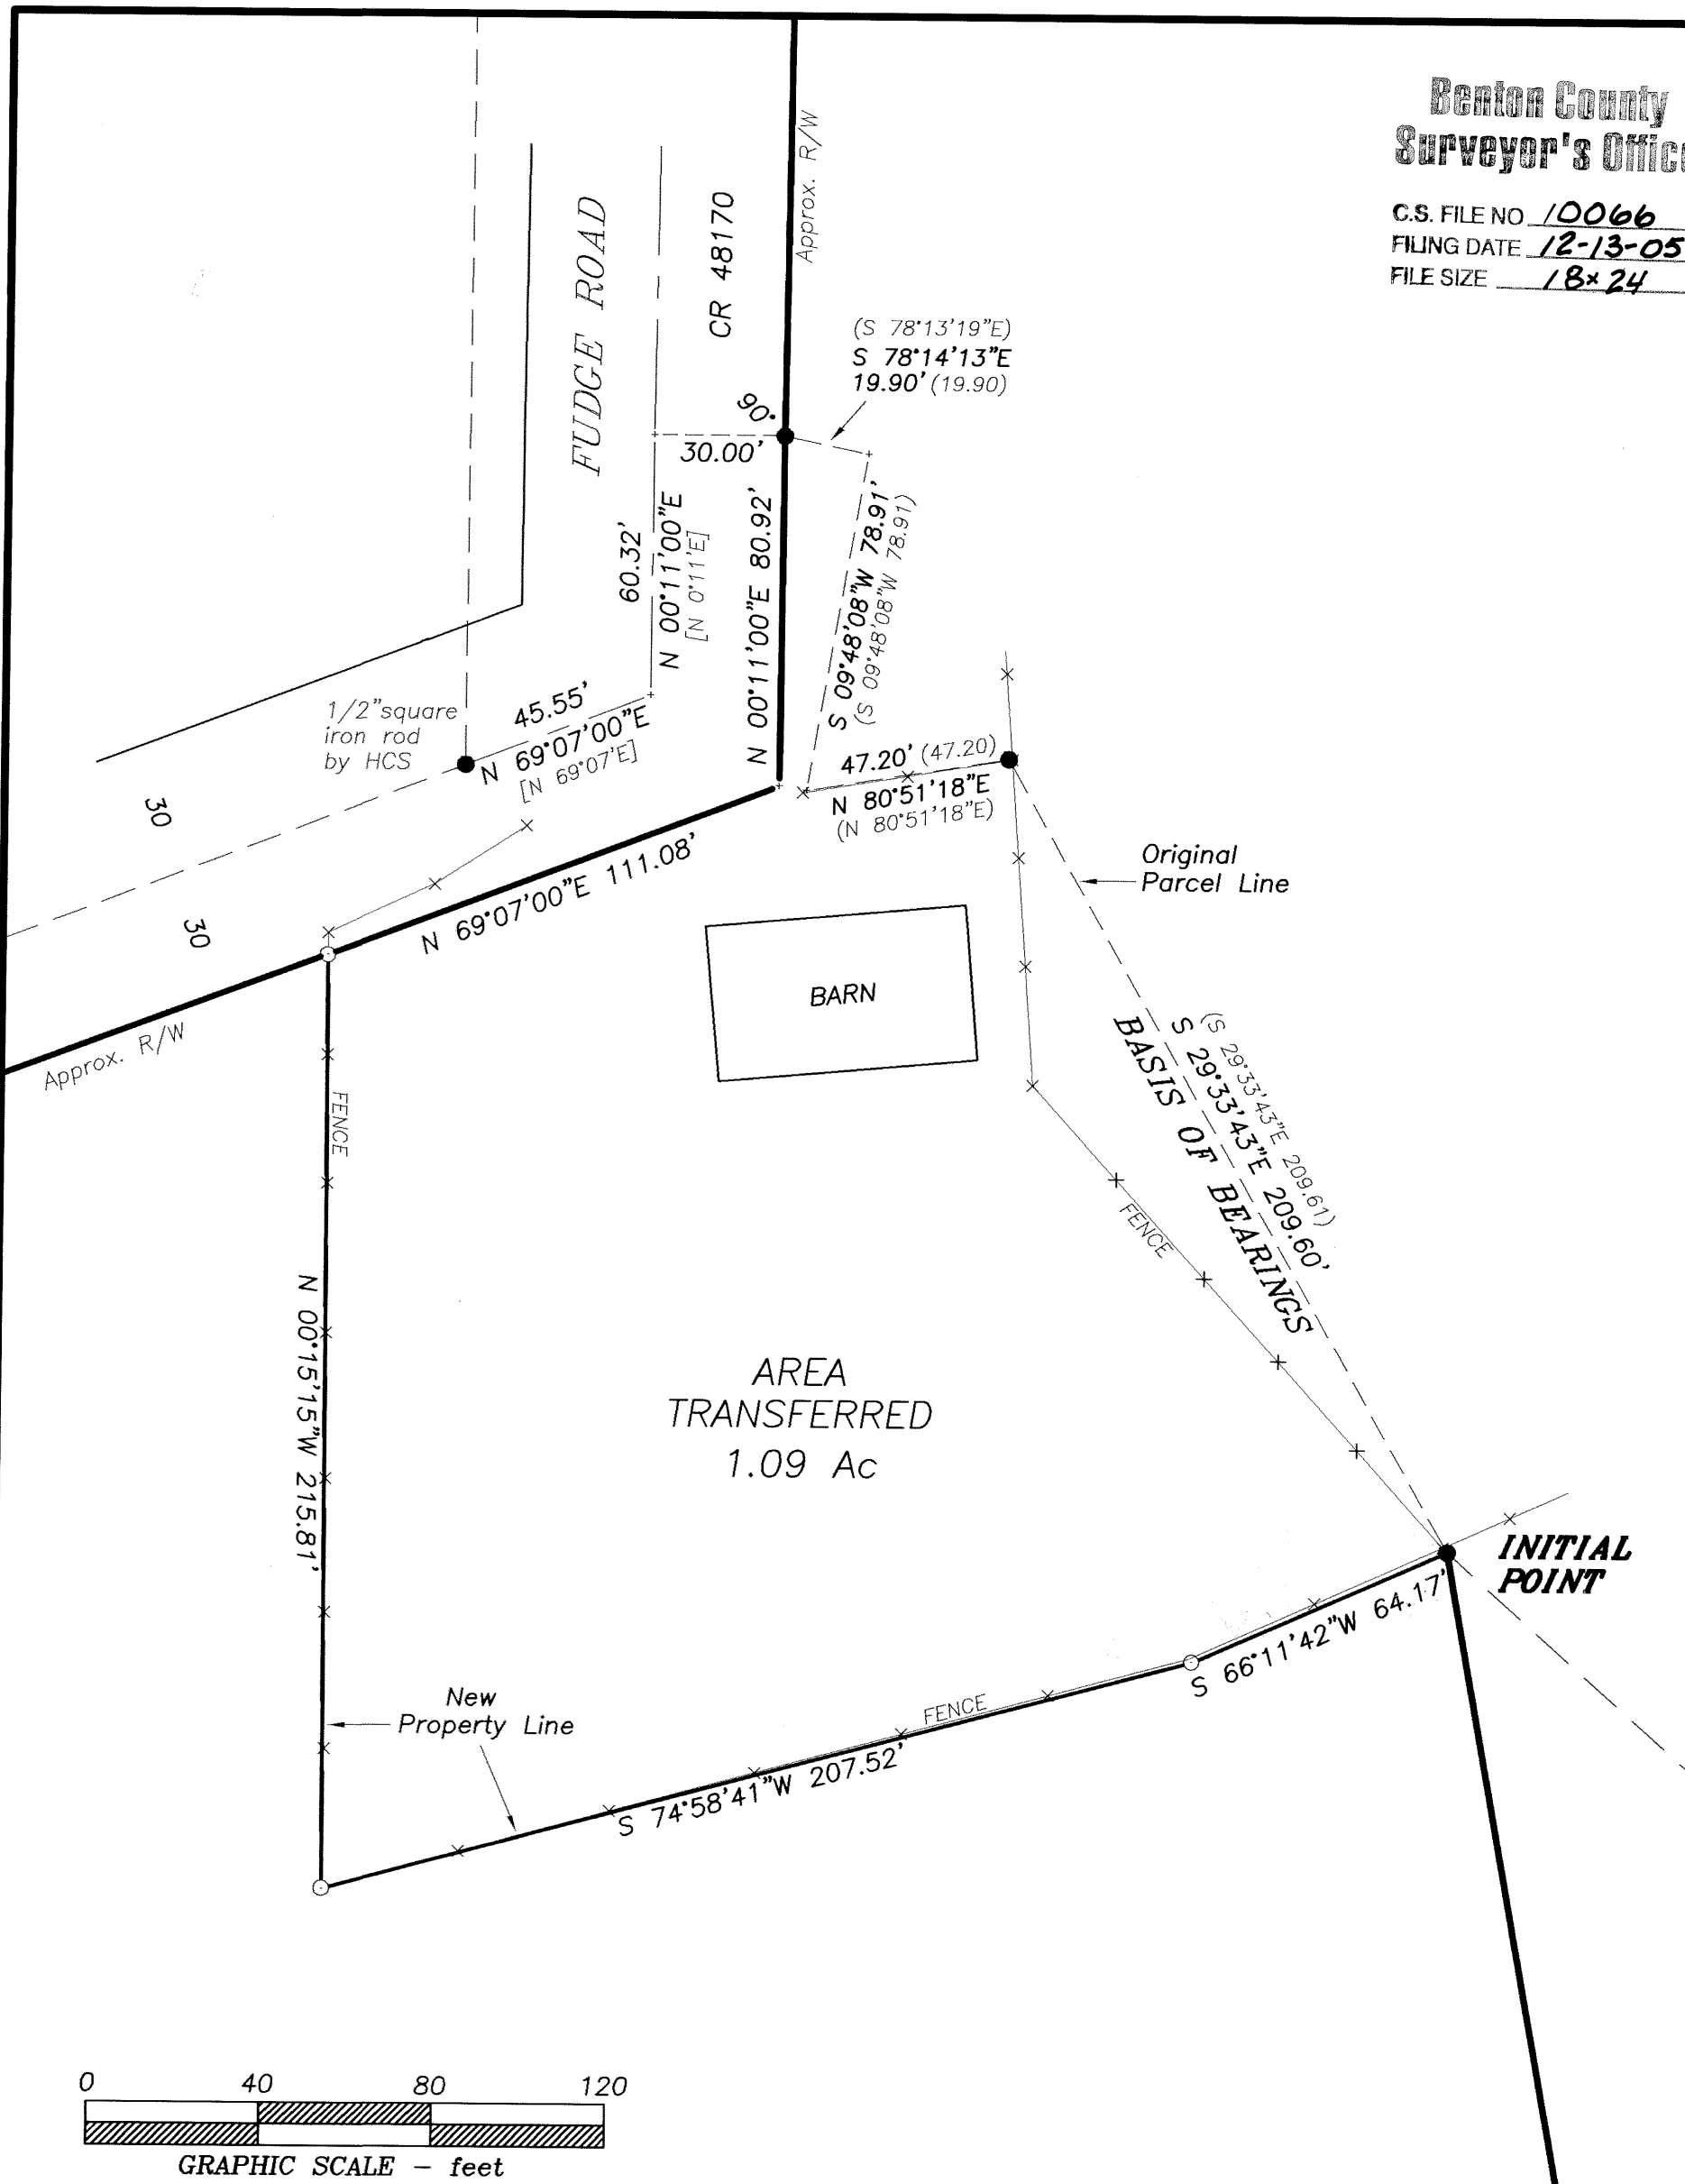 Benton County
Surveyor's Office
C.S. FILE NO 10066
FILING DATE 12-13-05
FILE SIZE 18x24
Approx. R/W
FUDGE ROAD
CR 48170
(S 78°13'19"E)
S 78°14'13"E
19.90' (19.90)
90°
30.00'
60.32'
N 00°11'00"E
[N 0°11'E]
N 00°11'00"E 80.92'
S 09°48'08"W 78.91'
(S 09°48'08"W 78.91)
1/2"square
iron rod
by HCS
45.55'
N 69°07'00"E
[N 69°07'E]
47.20' (47.20)
N 80°51'18"E
(N 80°51'18"E)
30
30
N 69°07'00"E 111.08'
Original
Parcel Line
Approx. R/W
BARN
FENCE
(S 29°33'43"E 209.61)
S 29°33'43"E 209.60'
BASIS OF BEARINGS
FENCE
N 00°15'15"W 215.81'
AREA
TRANSFERRED
1.09 Ac
INITIAL
POINT
S 66°11'42"W 64.17'
New
Property Line
FENCE
S 74°58'41"W 207.52'
0 40 80 120
GRAPHIC SCALE – feet